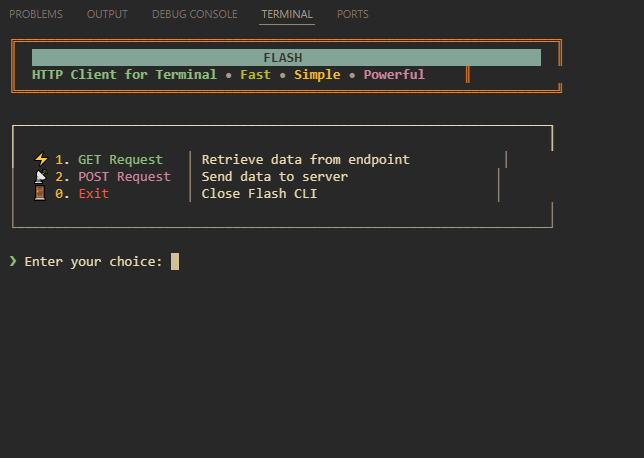 PROBLEMS OUTPUT DEBUG CONSOLE TERMINAL PORTS
FLASH
HTTP Client for Terminal • Fast • Simple • Powerful
⚡ 1. GET Request │ Retrieve data from endpoint │
📡 2. POST Request │ Send data to server │
🚪 0. Exit │ Close Flash CLI │
❯ Enter your choice: